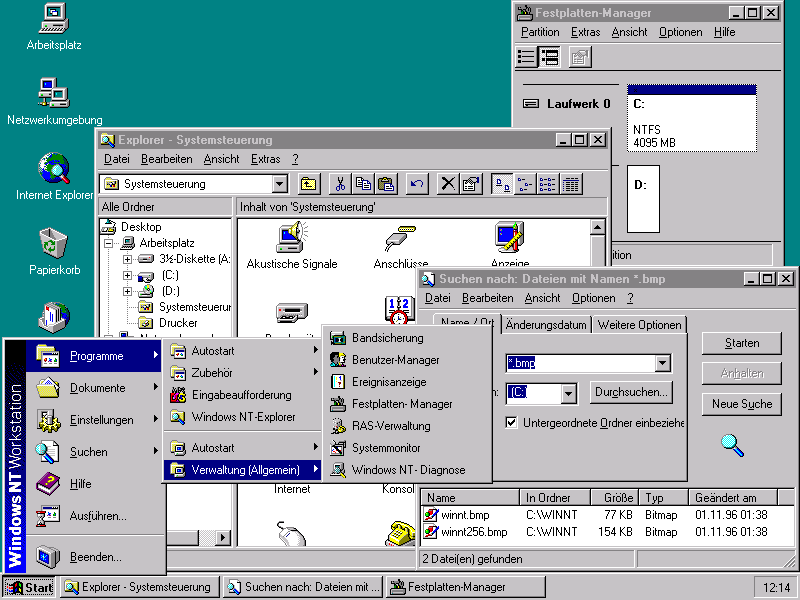 Arbeitsplatz
Netzwerkumgebung
Internet Explorer
Papierkorb
Festplatten-Manager
Partition Extras Ansicht Optionen Hilfe
Laufwerk 0
C:
NTFS
4095 MB
D:
ition
Explorer - Systemsteuerung
Datei Bearbeiten Ansicht Extras ?
Systemsteuerung
Alle Ordner
Inhalt von 'Systemsteuerung'
Desktop
Arbeitsplatz
3½-Diskette (A:
(C:)
(D:)
Systemsteuerur
Drucker
Akustische Signale
Anschlüsse
Anzeige
Internet
Konsol
Suchen nach: Dateien mit Namen *.bmp
Datei Bearbeiten Ansicht Optionen ?
Name / Ort
Änderungsdatum
Weitere Optionen
*.bmp
n:
(C:)
Durchsuchen...
Untergeordnete Ordner einbeziehe
Starten
Anhalten
Neue Suche
Name In Ordner Größe Typ Geändert am
winnt.bmp C:\WINNT 77 KB Bitmap 01.11.96 01:38
winnt256.bmp C:\WINNT 154 KB Bitmap 01.11.96 01:38
2 Datei(en) gefunden
Windows NT Workstation
Programme
Dokumente
Einstellungen
Suchen
Hilfe
Ausführen...
Beenden...
Autostart
Zubehör
Eingabeaufforderung
Windows NT-Explorer
Autostart
Verwaltung (Allgemein)
Bandsicherung
Benutzer-Manager
Ereignisanzeige
Festplatten- Manager
RAS-Verwaltung
Systemmonitor
Windows NT- Diagnose
Start
Explorer - Systemsteuerung
Suchen nach: Dateien mit ...
Festplatten-Manager
12:14